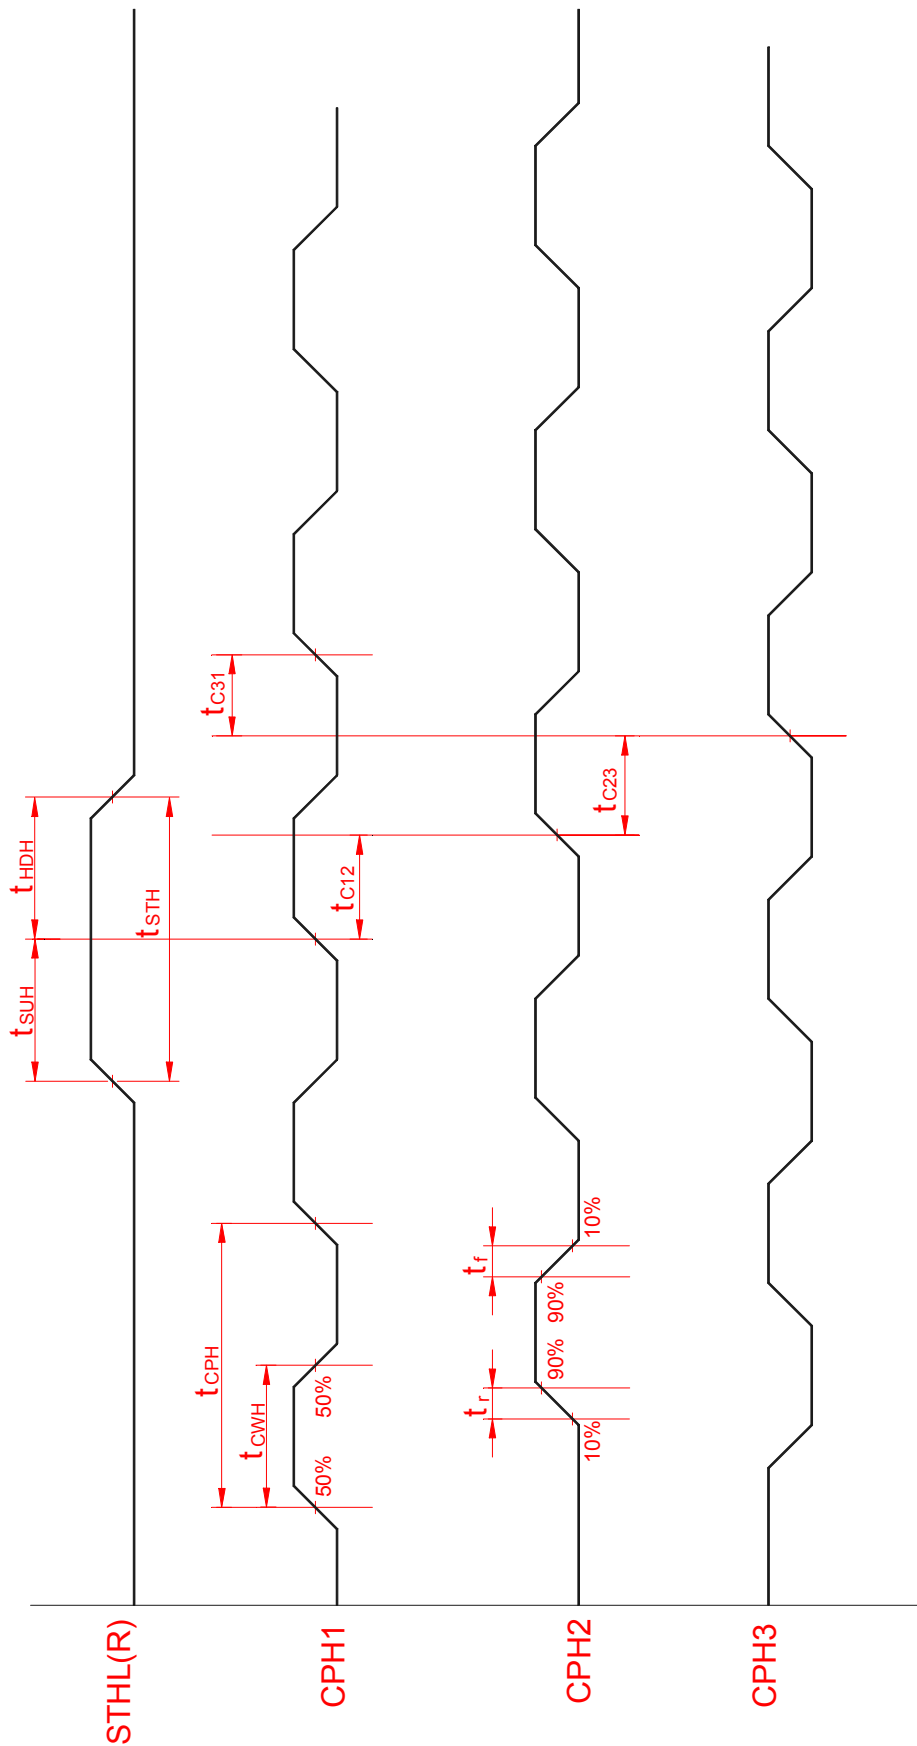 STHL(R)
tSUH
tHDH
tSTH
CPH1
tCPH
tCWH
50%
50%
tC12
tC31
CPH2
tr
tf
10%
90%
90%
10%
tC23
CPH3